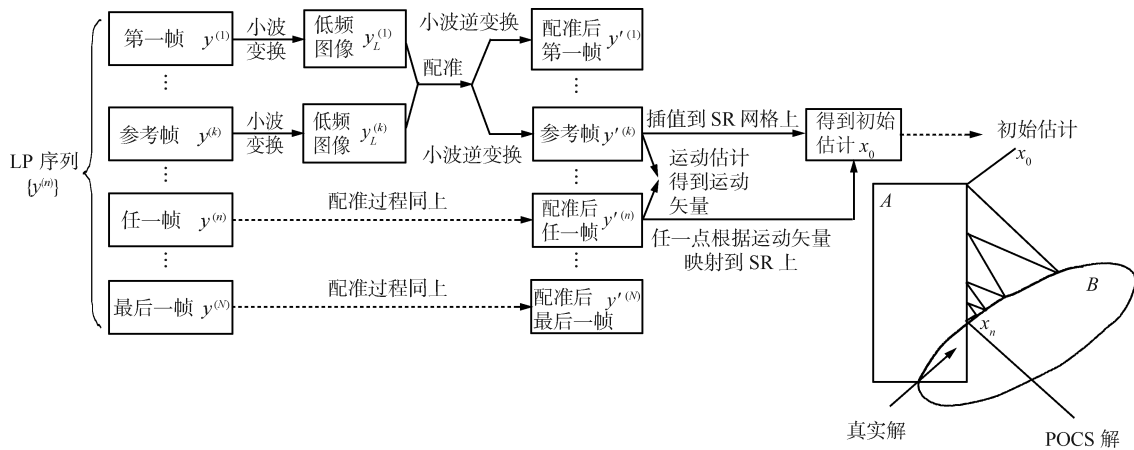 LP 序列
{y⁽ⁿ⁾}
第一帧 y⁽¹⁾
小波
变换
低频
图像 y_L⁽¹⁾
配准
小波逆变换
配准后 y′⁽¹⁾
第一帧
⋮
⋮
参考帧 y⁽ᵏ⁾
小波
变换
低频
图像 y_L⁽ᵏ⁾
小波逆变换
参考帧 y′⁽ᵏ⁾
插值到 SR 网格上
得到初始
估计 x₀
初始估计
x₀
运动估计
得到运动
矢量
任一帧 y⁽ⁿ⁾
配准过程同上
配准后 y′⁽ⁿ⁾
任一帧
任一点根据运动矢量
映射到 SR 上
⋮
⋮
最后一帧 y⁽ᴺ⁾
配准过程同上
配准后 y′⁽ᴺ⁾
最后一帧
A
B
xₙ
真实解
POCS 解